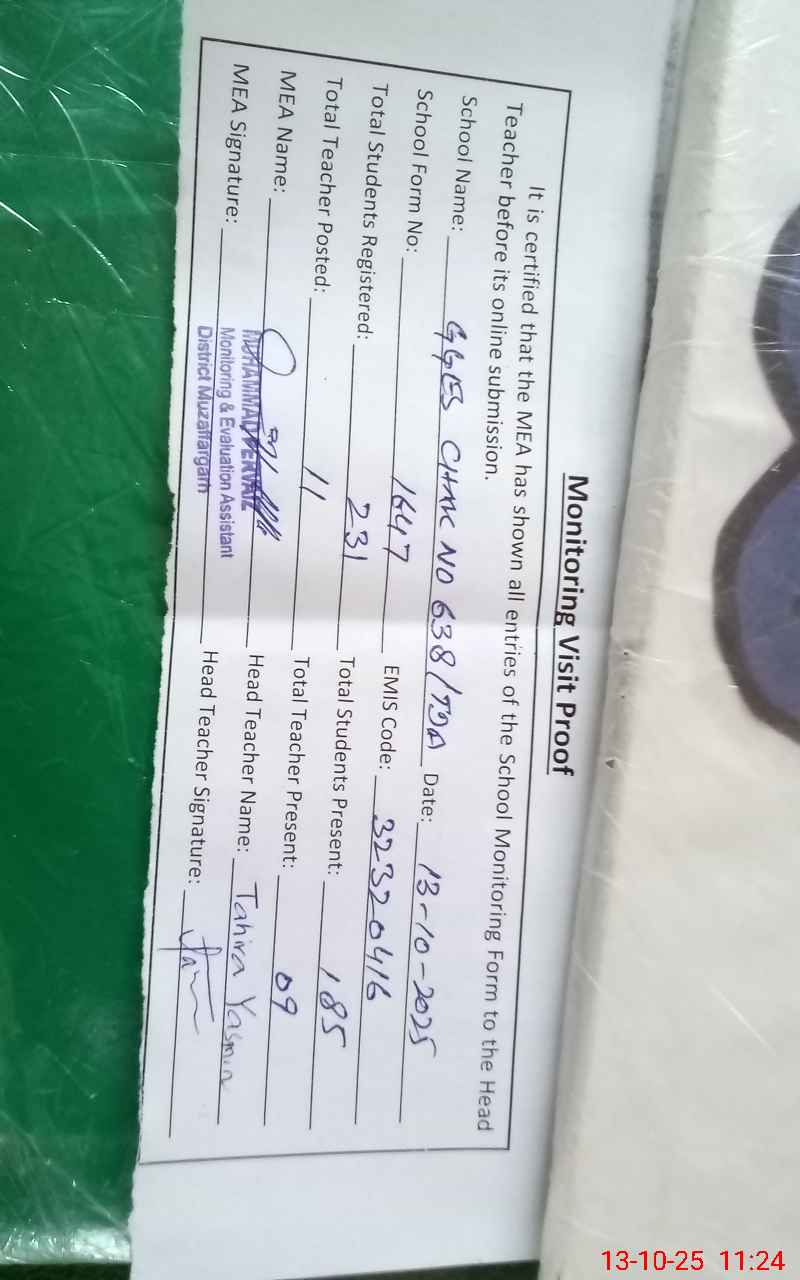 Monitoring Visit Proof
It is certified that the MEA has shown all entries of the School Monitoring Form to the Head
Teacher before its online submission.
School Name: GGES CHAK NO 638/TDA Date: 13-10-2025
School Form No: 1647 EMIS Code: 32320416
Total Students Registered: 231 Total Students Present: 185
Total Teacher Posted: 11 Total Teacher Present: 09
MEA Name: MUHAMMAD PERVAIZ Head Teacher Name: Tahira Yasmin
Monitoring & Evaluation Assistant
District Muzaffargarh
MEA Signature: Head Teacher Signature:
13-10-25 11:24